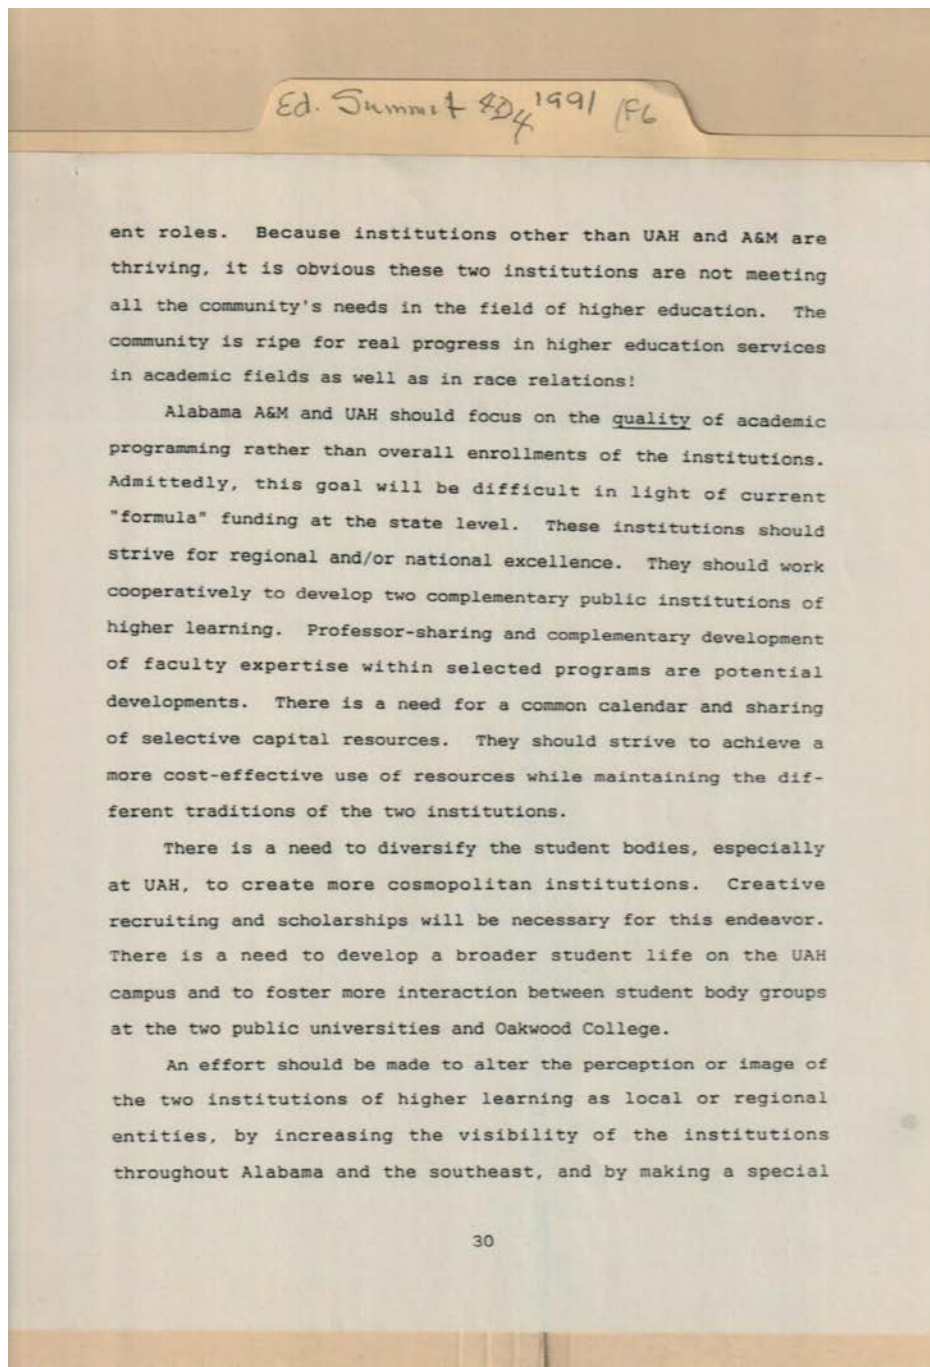 Ed. Summit 4D4 1991 (F6
ent roles. Because institutions other than UAH and A&M are
thriving, it is obvious these two institutions are not meeting
all the community's needs in the field of higher education. The
community is ripe for real progress in higher education services
in academic fields as well as in race relations!
Alabama A&M and UAH should focus on the quality of academic
programming rather than overall enrollments of the institutions.
Admittedly, this goal will be difficult in light of current
"formula" funding at the state level. These institutions should
strive for regional and/or national excellence. They should work
cooperatively to develop two complementary public institutions of
higher learning. Professor-sharing and complementary development
of faculty expertise within selected programs are potential
developments. There is a need for a common calendar and sharing
of selective capital resources. They should strive to achieve a
more cost-effective use of resources while maintaining the dif-
ferent traditions of the two institutions.
There is a need to diversify the student bodies, especially
at UAH, to create more cosmopolitan institutions. Creative
recruiting and scholarships will be necessary for this endeavor.
There is a need to develop a broader student life on the UAH
campus and to foster more interaction between student body groups
at the two public universities and Oakwood College.
An effort should be made to alter the perception or image of
the two institutions of higher learning as local or regional
entities, by increasing the visibility of the institutions
throughout Alabama and the southeast, and by making a special
30